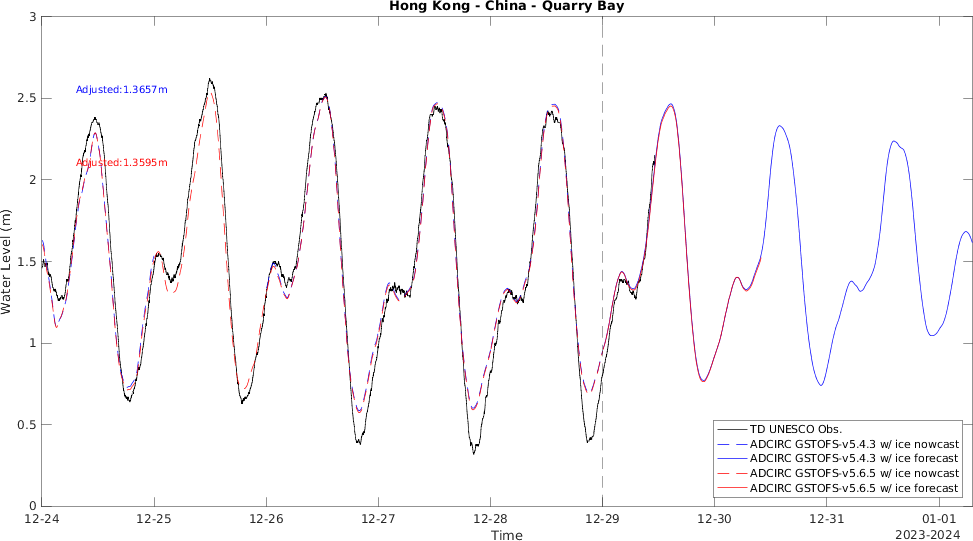 Hong Kong - China - Quarry Bay
3
2.5
2
1.5
1
0.5
0
Water Level (m)
Adjusted:1.3657m
Adjusted:1.3595m
TD UNESCO Obs.
ADCIRC GSTOFS-v5.4.3 w/ ice nowcast
ADCIRC GSTOFS-v5.4.3 w/ ice forecast
ADCIRC GSTOFS-v5.6.5 w/ ice nowcast
ADCIRC GSTOFS-v5.6.5 w/ ice forecast
12-24 12-25 12-26 12-27 12-28 12-29 12-30 12-31 01-01
Time
2023-2024